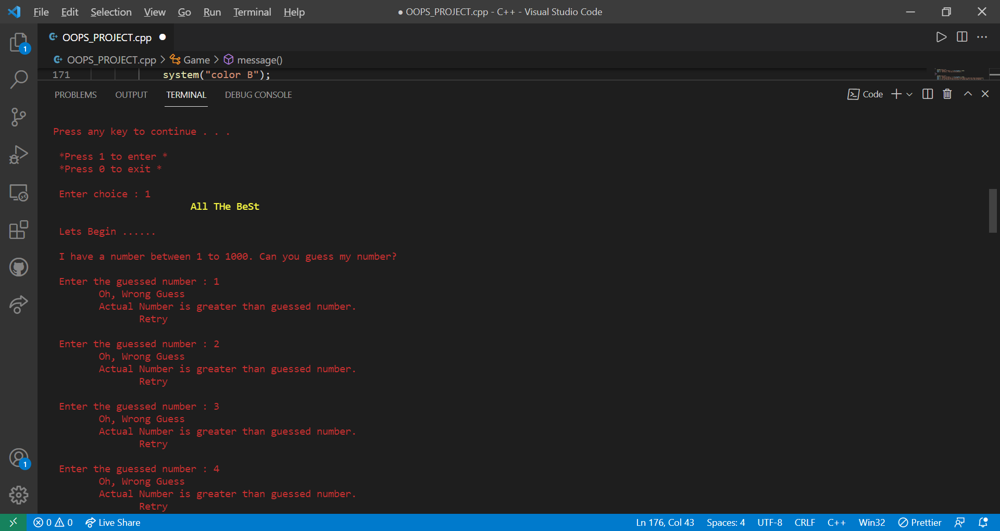 File Edit Selection View Go Run Terminal Help ● OOPS_PROJECT.cpp - C++ - Visual Studio Code
OOPS_PROJECT.cpp ●
1
OOPS_PROJECT.cpp > Game > message()
171 system("color B");
PROBLEMS OUTPUT TERMINAL DEBUG CONSOLE Code
Press any key to continue . . .
*Press 1 to enter *
*Press 0 to exit *
Enter choice : 1
All THe BeSt
Lets Begin ......
I have a number between 1 to 1000. Can you guess my number?
Enter the guessed number : 1
Oh, Wrong Guess
Actual Number is greater than guessed number.
Retry
Enter the guessed number : 2
Oh, Wrong Guess
Actual Number is greater than guessed number.
Retry
Enter the guessed number : 3
Oh, Wrong Guess
Actual Number is greater than guessed number.
Retry
Enter the guessed number : 4
Oh, Wrong Guess
Actual Number is greater than guessed number.
Retry
1
0 0 Live Share Ln 176, Col 43 Spaces: 4 UTF-8 CRLF C++ Win32 Prettier